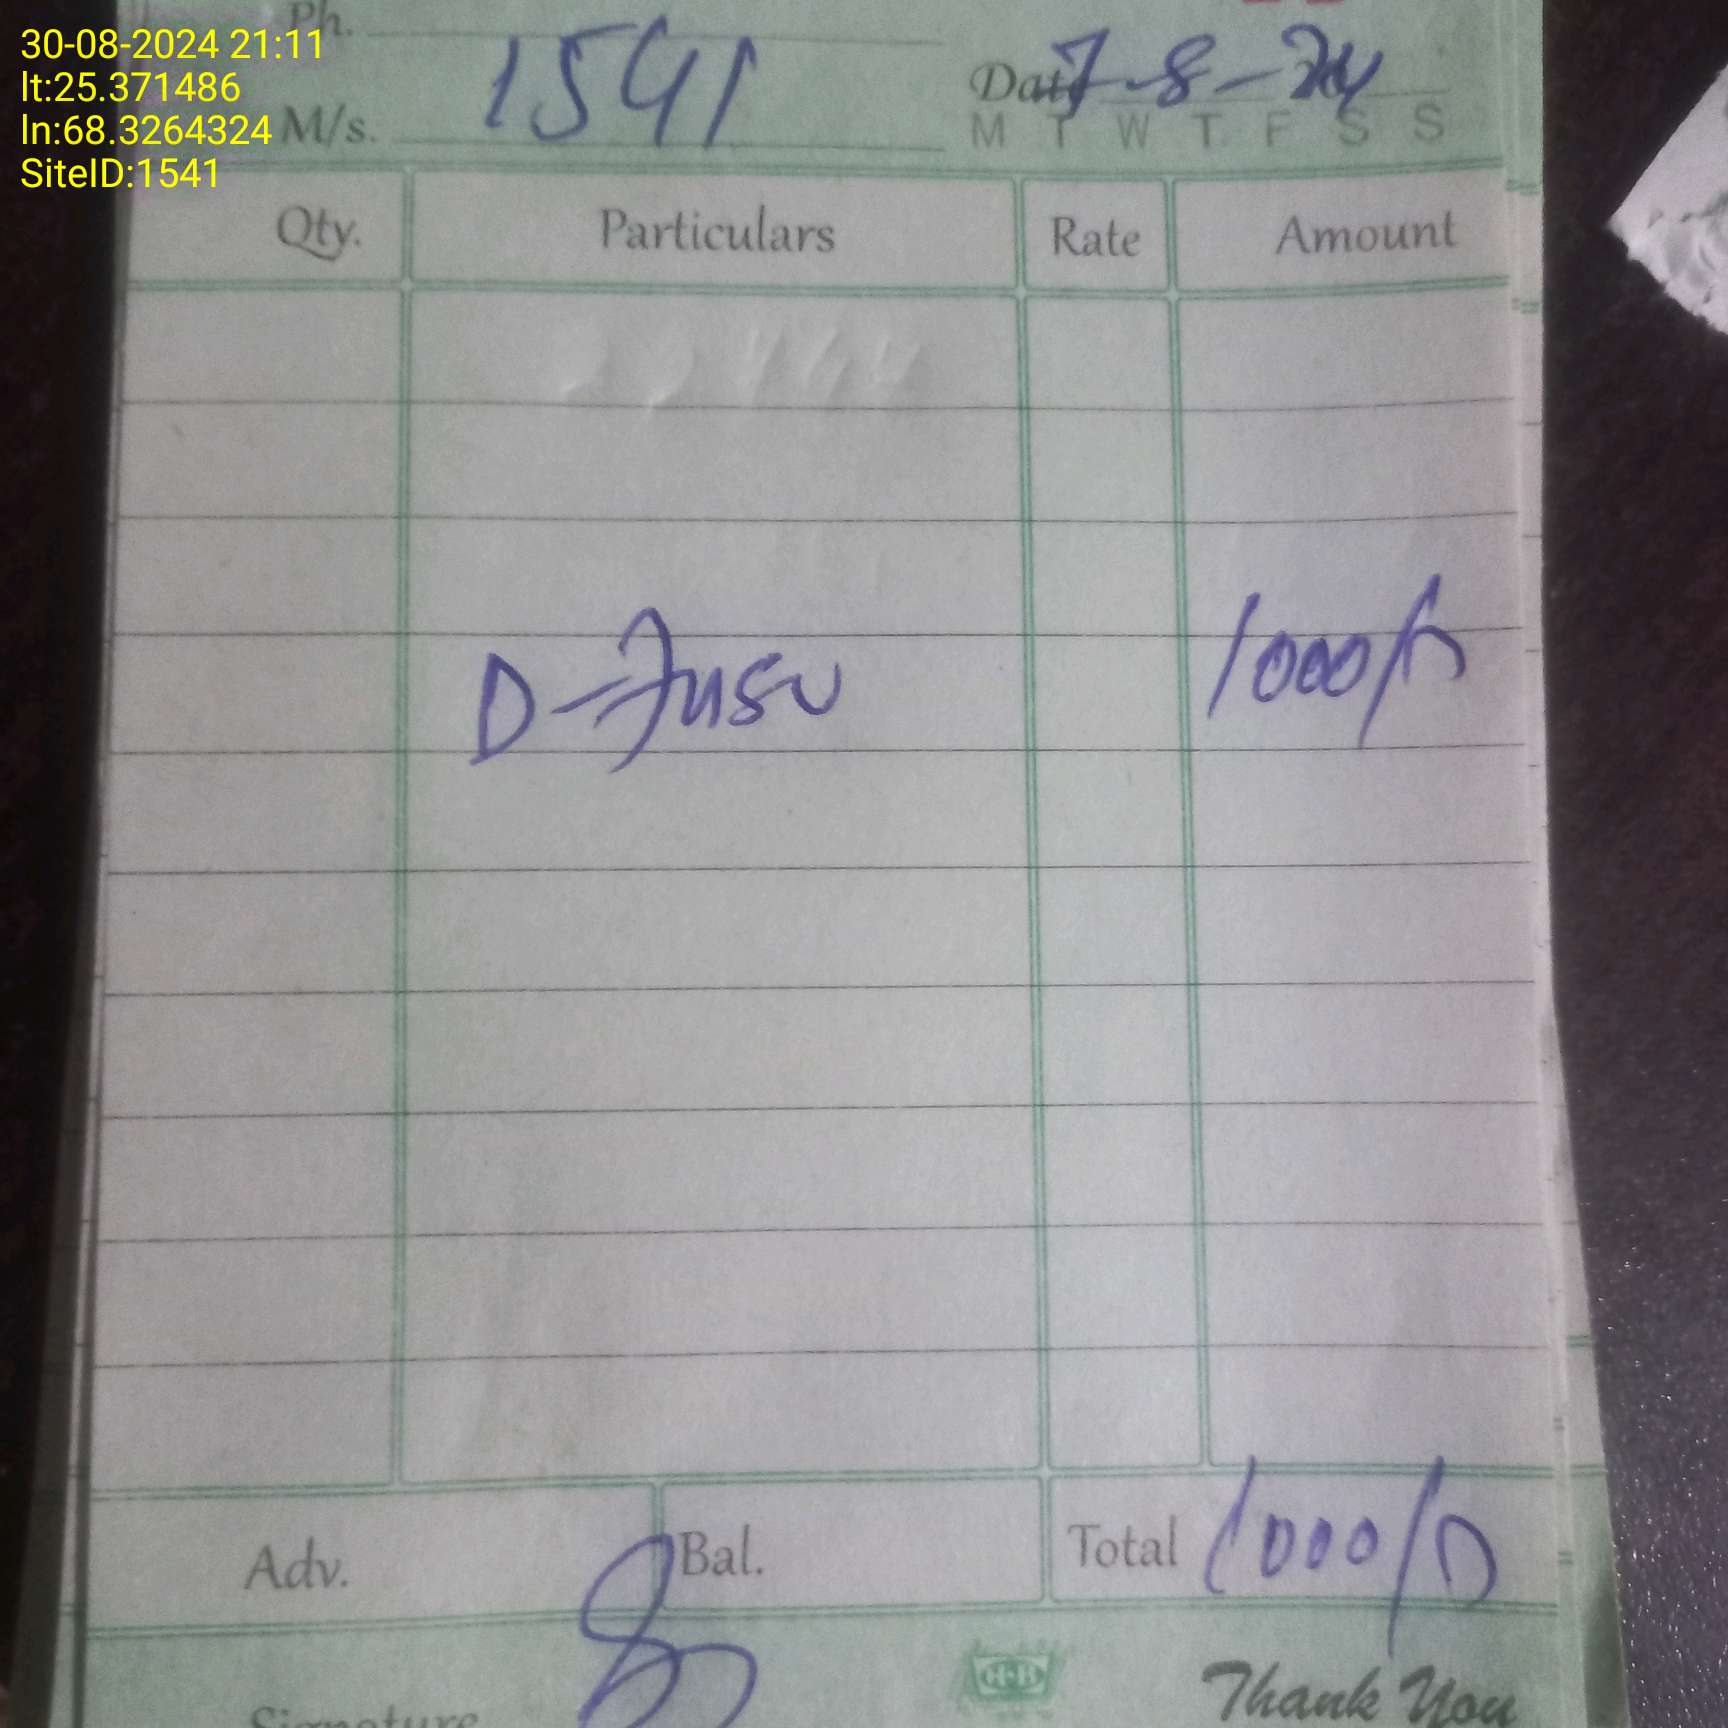 30-08-2024 21:11
lt:25.371486
ln:68.3264324
SiteID:1541
Ph.
M/s. 1541
Date 7-8-24
M T W T. F S S
Qty. Particulars Rate Amount
D-Fuse 1000/-
Adv. Bal. Total 1000/-
Signature
H-B
Thank You